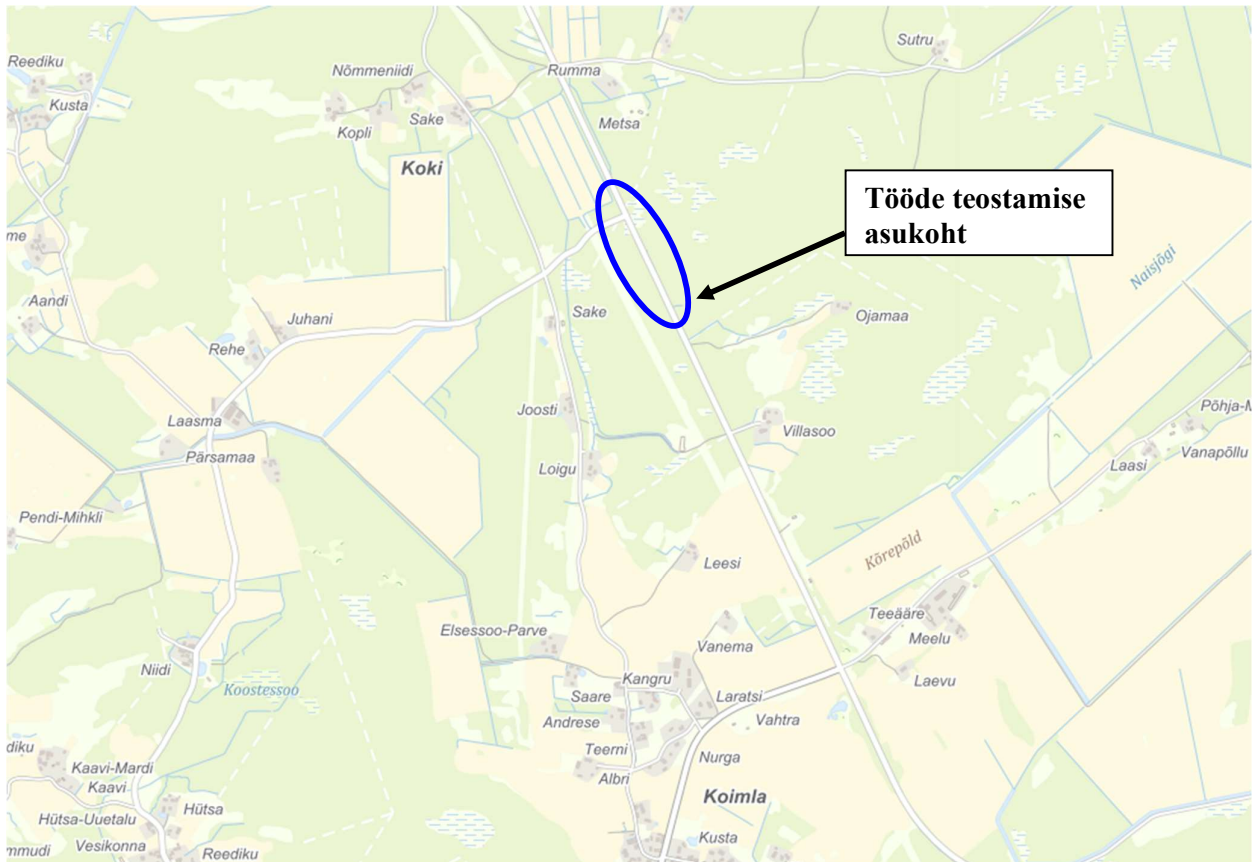 Sutru
Reediku
Nõmmeniidi
Rumma
Kusta
Sake
Metsa
Kopli
Koki
Tööde teostamise
asukoht
me
Naisjõgi
Aandi
Juhani
Sake
Ojamaa
Rehe
Joosti
Põhja-M
Laasma
Villasoo
Pärsamaa
Vanapõllu
Laasi
Loigu
Pendi-Mihkli
Kõrepõld
Leesi
Teeääre
Elsessoo-Parve
Meelu
Vanema
Niidi
Kangru
Laevu
Koostessoo
Saare
Laratsi
Andrese
Vahtra
diku
Teerni
Nurga
Kaavi-Mardi
Albri
Kaavi
Koimla
Hütsa
Hütsa-Uuetalu
Kusta
mmudi
Vesikonna
Reediku